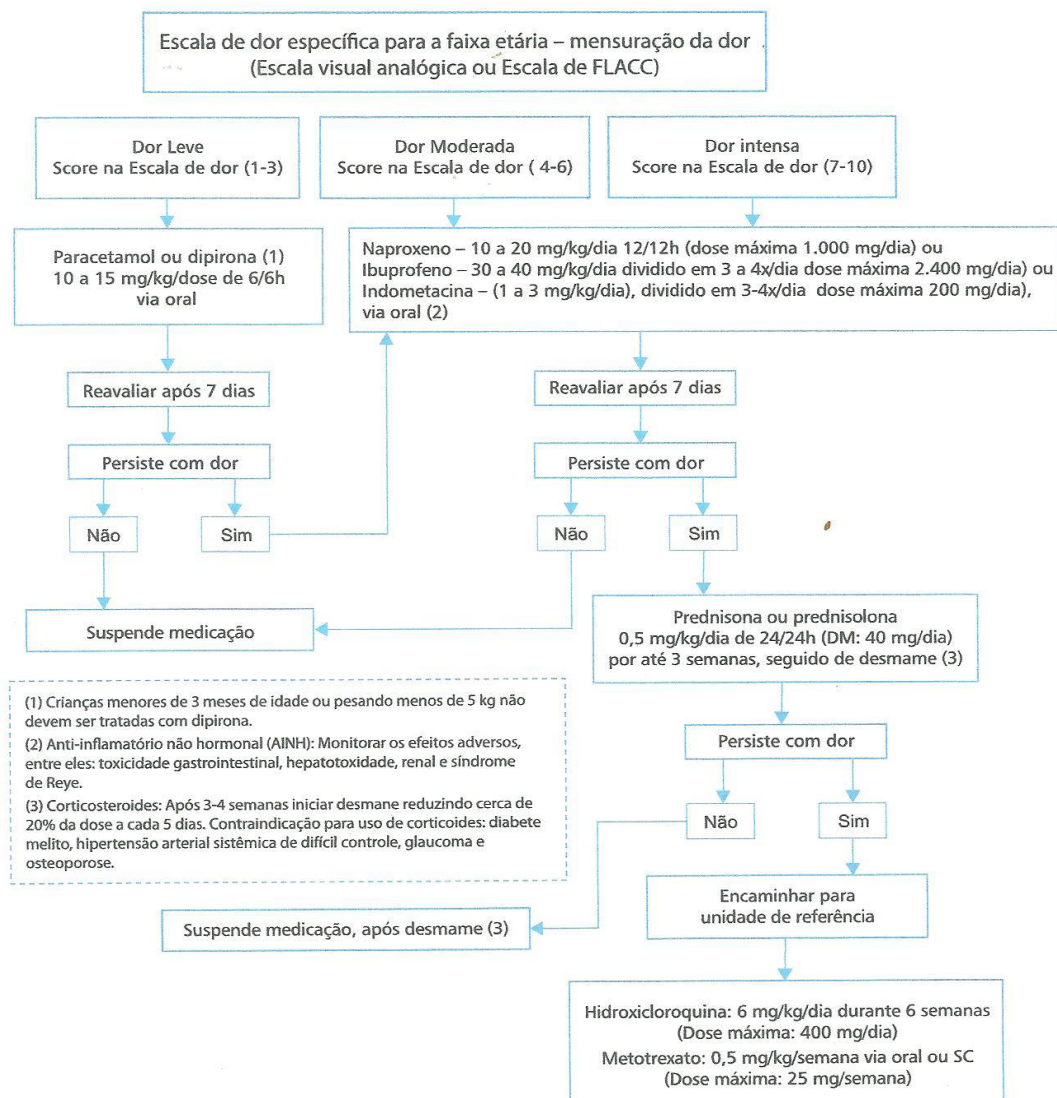 Escala de dor específica para a faixa etária – mensuração da dor
(Escala visual analógica ou Escala de FLACC)
Dor Leve
Score na Escala de dor (1-3)
Dor Moderada
Score na Escala de dor ( 4-6)
Dor intensa
Score na Escala de dor (7-10)
Paracetamol ou dipirona (1)
10 a 15 mg/kg/dose de 6/6h
via oral
Naproxeno – 10 a 20 mg/kg/dia 12/12h (dose máxima 1.000 mg/dia) ou
Ibuprofeno – 30 a 40 mg/kg/dia dividido em 3 a 4x/dia dose máxima 2.400 mg/dia) ou
Indometacina – (1 a 3 mg/kg/dia), dividido em 3-4x/dia dose máxima 200 mg/dia),
via oral (2)
Reavaliar após 7 dias
Reavaliar após 7 dias
Persiste com dor
Persiste com dor
Não
Sim
Não
Sim
Suspende medicação
Prednisona ou prednisolona
0,5 mg/kg/dia de 24/24h (DM: 40 mg/dia)
por até 3 semanas, seguido de desmame (3)
(1) Crianças menores de 3 meses de idade ou pesando menos de 5 kg não
devem ser tratadas com dipirona.
(2) Anti-inflamatório não hormonal (AINH): Monitorar os efeitos adversos,
entre eles: toxicidade gastrointestinal, hepatotoxidade, renal e síndrome
de Reye.
(3) Corticosteroides: Após 3-4 semanas iniciar desmane reduzindo cerca de
20% da dose a cada 5 dias. Contraindicação para uso de corticoides: diabete
melito, hipertensão arterial sistêmica de difícil controle, glaucoma e
osteoporose.
Persiste com dor
Não
Sim
Suspende medicação, após desmame (3)
Encaminhar para
unidade de referência
Hidroxicloroquina: 6 mg/kg/dia durante 6 semanas
(Dose máxima: 400 mg/dia)
Metotrexato: 0,5 mg/kg/semana via oral ou SC
(Dose máxima: 25 mg/semana)